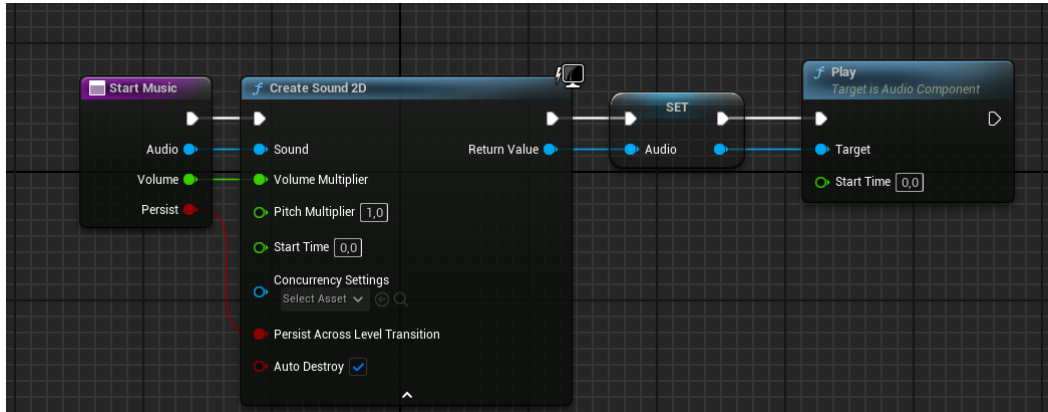 Start Music
Audio
Volume
Persist
f Create Sound 2D
Sound
Return Value
Volume Multiplier
Pitch Multiplier 1,0
Start Time 0,0
Concurrency Settings
Select Asset
Persist Across Level Transition
Auto Destroy
SET
Audio
f Play
Target is Audio Component
Target
Start Time 0,0